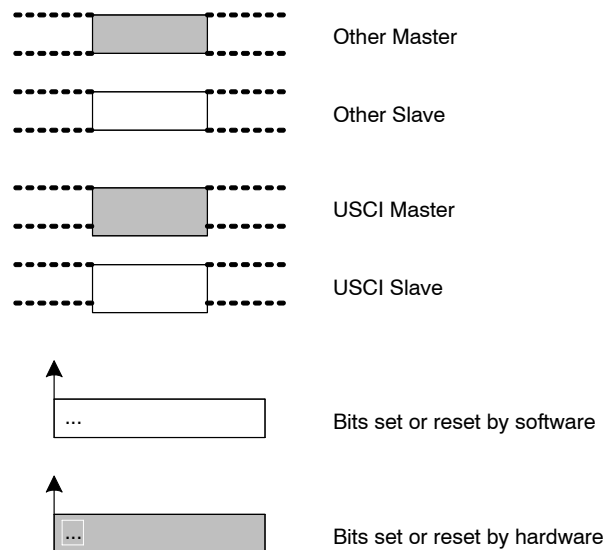 Other Master
Other Slave
USCI Master
USCI Slave
...
Bits set or reset by software
...
Bits set or reset by hardware